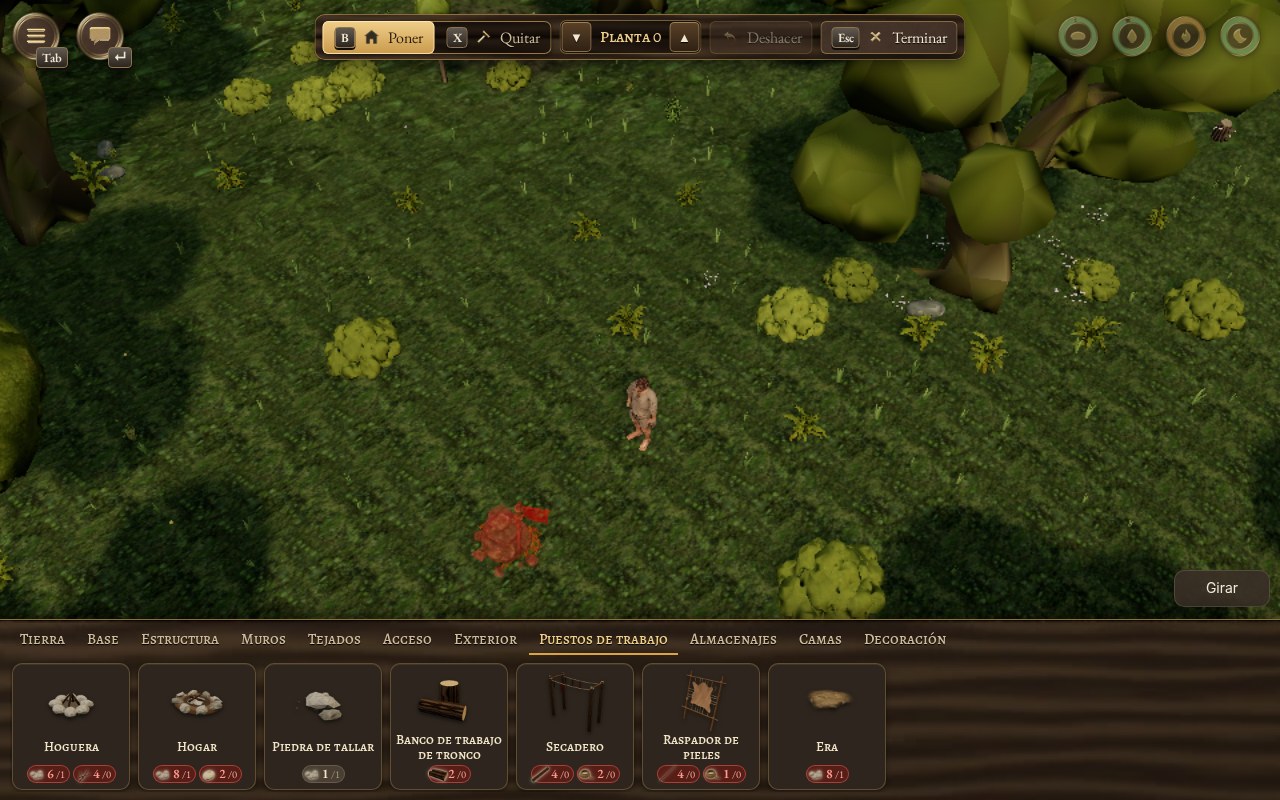 Tab
B Poner
X Quitar
▼ Planta 0 ▲
Deshacer
Esc ✕ Terminar
Girar
Tierra Base Estructura Muros Tejados Acceso Exterior Puestos de trabajo Almacenajes Camas Decoración
Hoguera
6/1 4/0
Hogar
8/1 2/0
Piedra de tallar
1/1
Banco de trabajo
de tronco
2/0
Secadero
4/0 2/0
Raspador de
pieles
4/0 1/0
Era
8/1